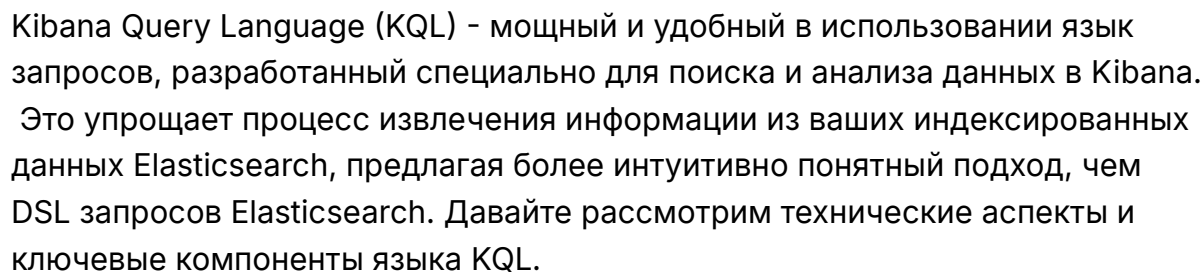 Kibana Query Language (KQL) - мощный и удобный в использовании язык
запросов, разработанный специально для поиска и анализа данных в Kibana.
Это упрощает процесс извлечения информации из ваших индексированных
данных Elasticsearch, предлагая более интуитивно понятный подход, чем
DSL запросов Elasticsearch. Давайте рассмотрим технические аспекты и
ключевые компоненты языка KQL.